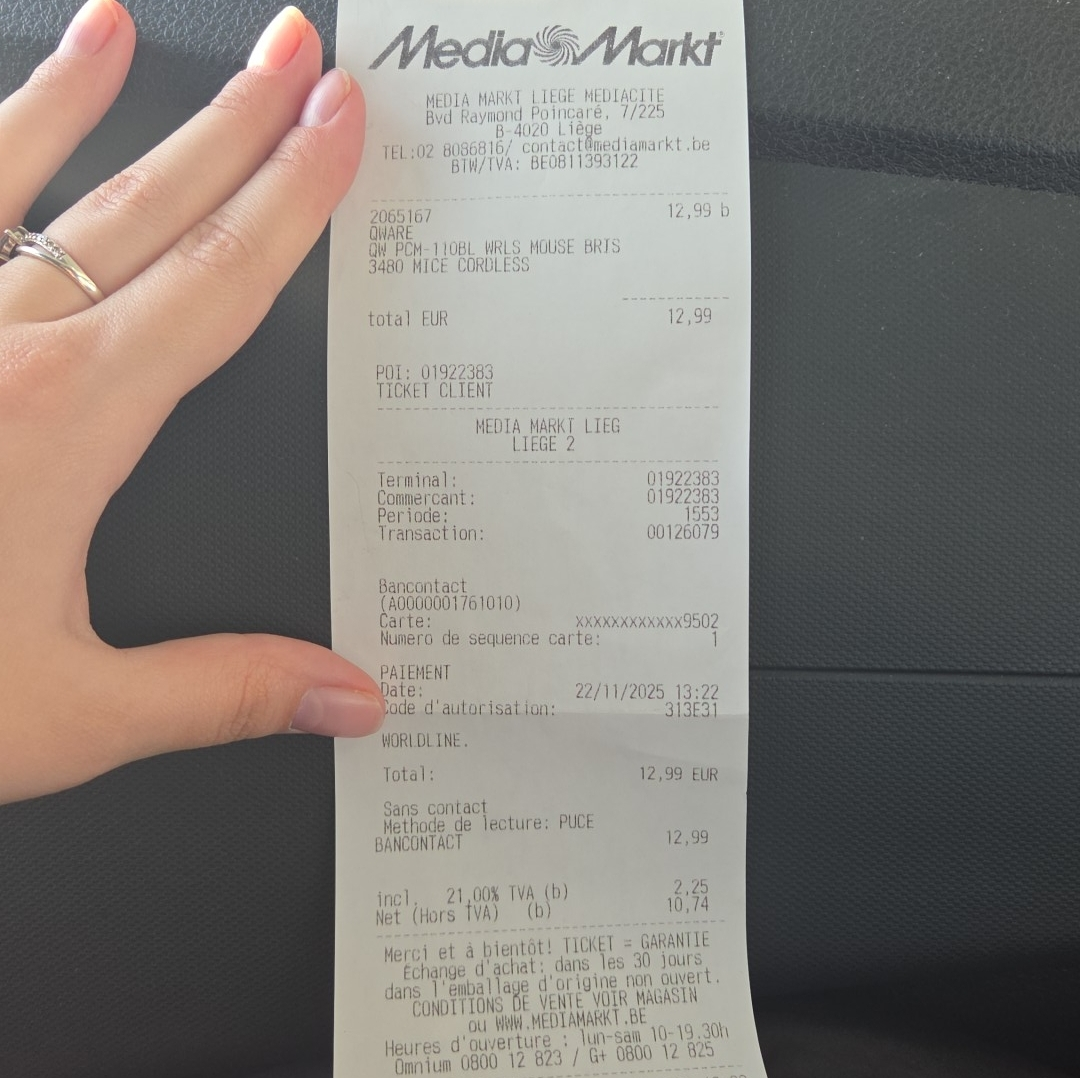 MediaMarkt
MEDIA MARKT LIEGE MEDIACITE
Bvd Raymond Poincaré, 7/225
B-4020 Liège
TEL:02 8086816/ contact@mediamarkt.be
BTW/TVA: BE0811393122
2065167 12,99 b
QWARE
QW PCM-110BL WRLS MOUSE BRTS
3480 MICE CORDLESS
total EUR 12,99
POI: 01922383
TICKET CLIENT
MEDIA MARKT LIEG
LIEGE 2
Terminal: 01922383
Commercant: 01922383
Periode: 1553
Transaction: 00126079
Bancontact
(A0000001761010)
Carte: xxxxxxxxxxxx9502
Numero de sequence carte: 1
PAIEMENT
Date: 22/11/2025 13:22
Code d'autorisation: 313E31
WORLDLINE.
Total: 12,99 EUR
Sans contact
Methode de lecture: PUCE
BANCONTACT 12,99
incl. 21,00% TVA (b) 2,25
Net (Hors TVA) (b) 10,74
Merci et à bientôt! TICKET = GARANTIE
Échange d'achat: dans les 30 jours
dans l'emballage d'origine non ouvert.
CONDITIONS DE VENTE VOIR MAGASIN
ou WWW.MEDIAMARKT.BE
Heures d'ouverture : lun-sam 10-19.30h
Omnium 0800 12 823 / G+ 0800 12 825